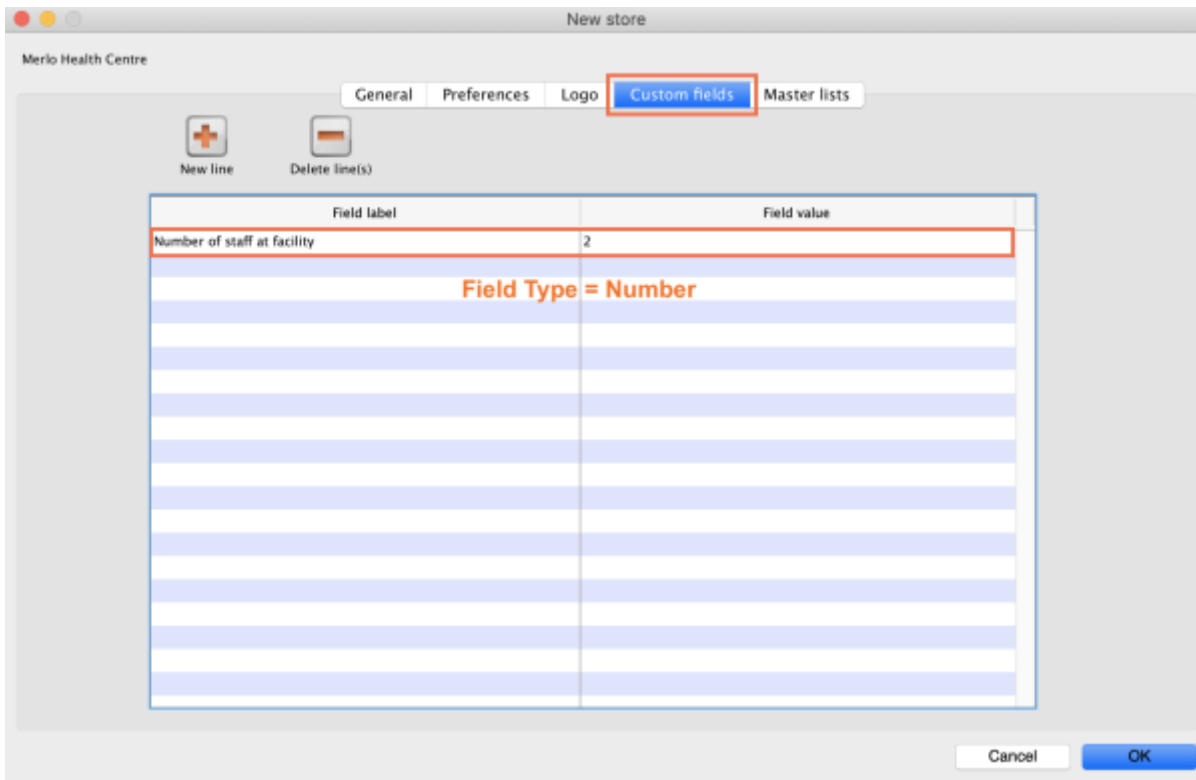 New store
Merlo Health Centre
General Preferences Logo Custom fields Master lists
New line Delete line(s)
Field label Field value
Number of staff at facility 2
Field Type = Number
Cancel OK